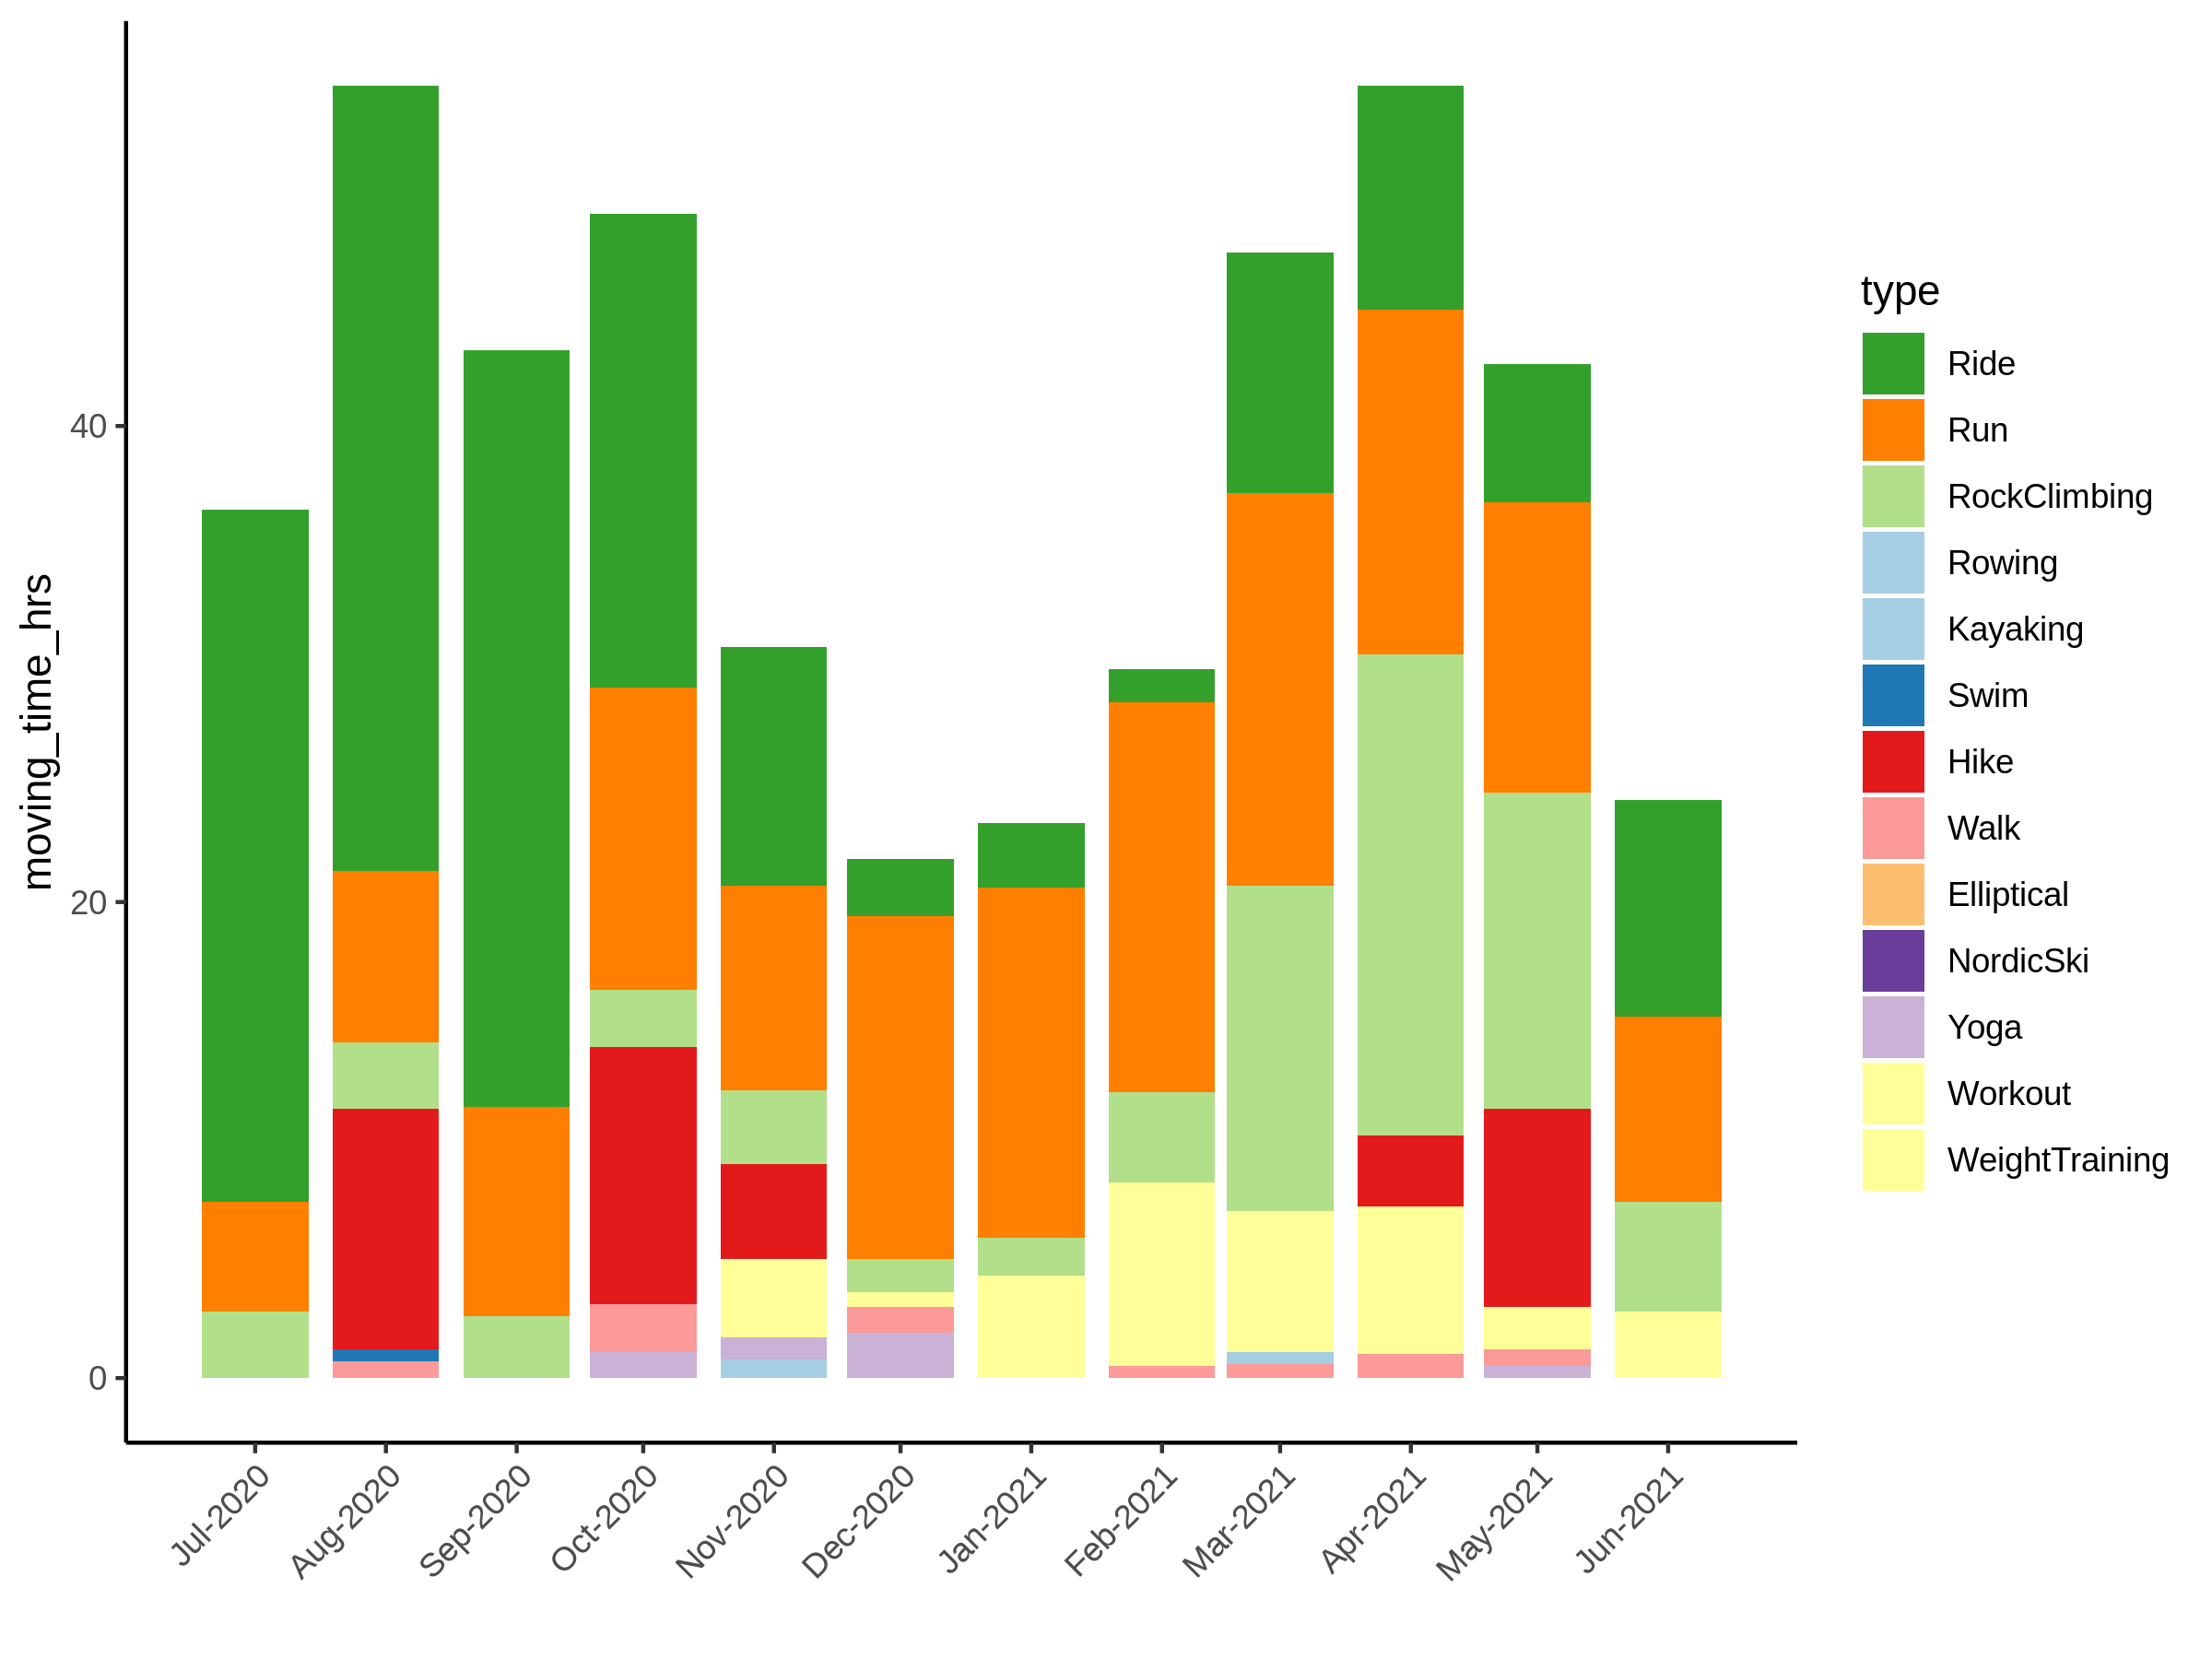 moving_time_hrs
40
20
0
Jul-2020
Aug-2020
Sep-2020
Oct-2020
Nov-2020
Dec-2020
Jan-2021
Feb-2021
Mar-2021
Apr-2021
May-2021
Jun-2021
type
Ride
Run
RockClimbing
Rowing
Kayaking
Swim
Hike
Walk
Elliptical
NordicSki
Yoga
Workout
WeightTraining